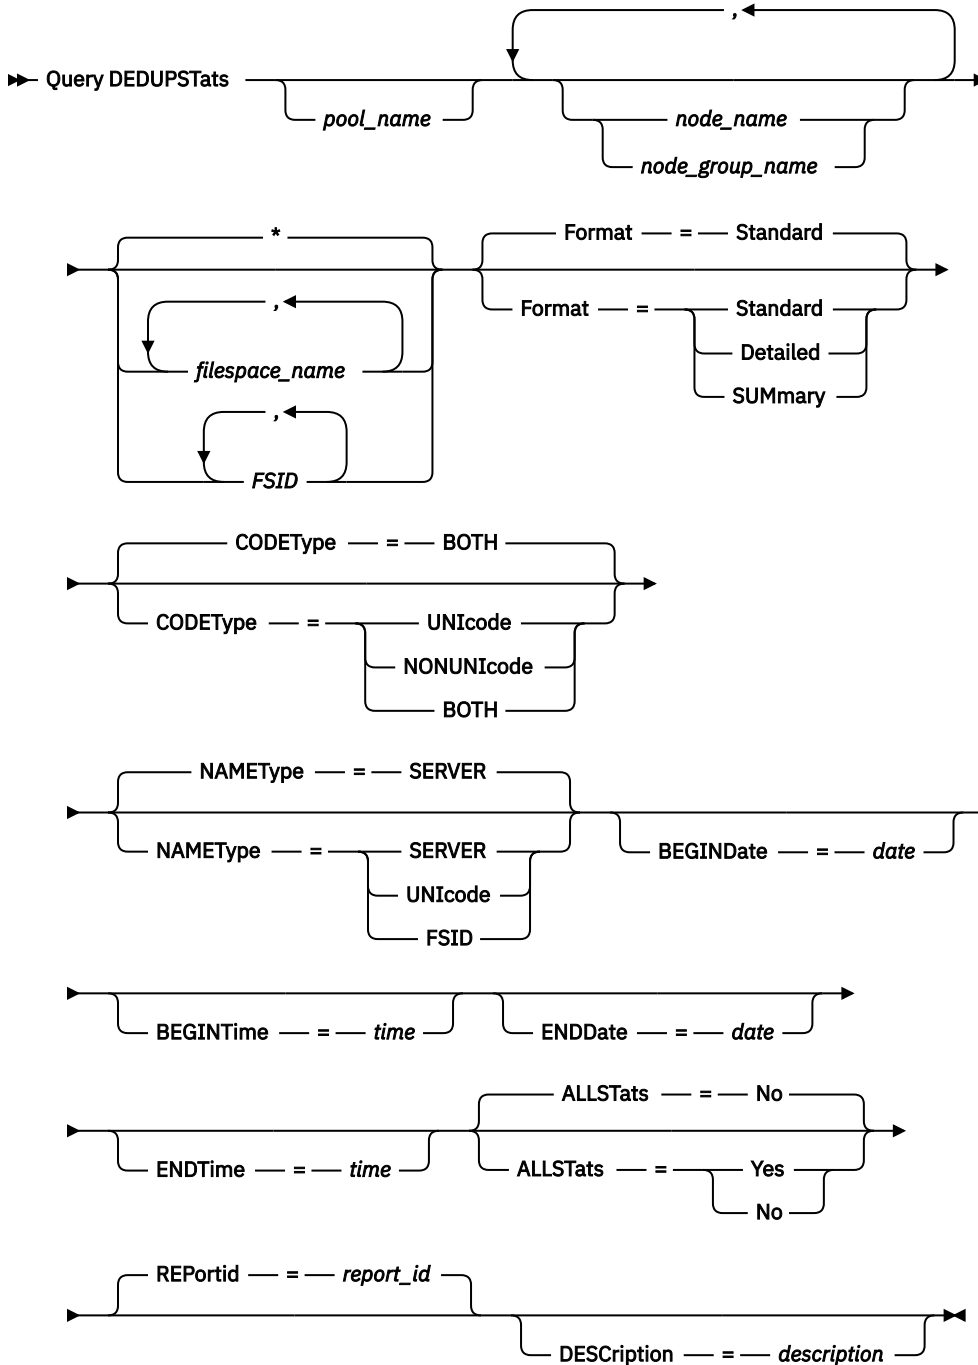 ,
Query DEDUPSTats
pool_name
node_name
node_group_name
*
,
filespace_name
,
FSID
Format = Standard
Format = Standard
Detailed
SUMmary
CODEType = BOTH
CODEType = UNIcode
NONUNIcode
BOTH
NAMEType = SERVER
NAMEType = SERVER
UNIcode
FSID
BEGINDate = date
BEGINTime = time
ENDDate = date
ENDTime = time
ALLSTats = No
ALLSTats = Yes
No
REPortid = report_id
DESCription = description